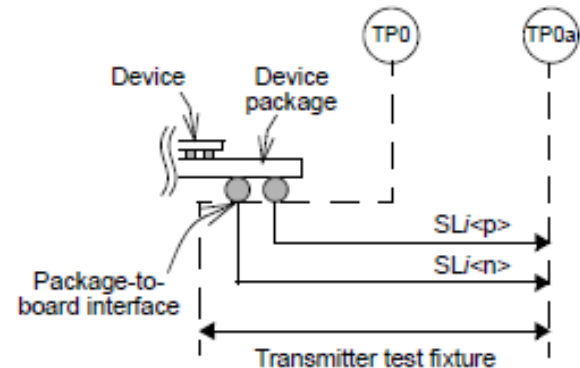 TP0
TP0a
Device
Device
package
SLi<p>
SLi<n>
Package-to-
board interface
Transmitter test fixture